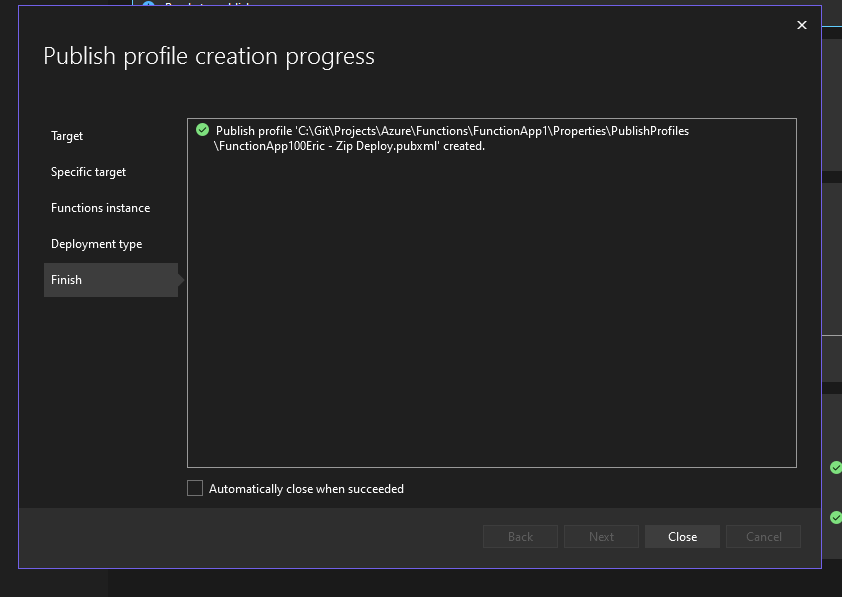 Publish profile creation progress
Target
Specific target
Functions instance
Deployment type
Finish
Publish profile 'C:\Git\Projects\Azure\Functions\FunctionApp1\Properties\PublishProfiles
\FunctionApp100Eric - Zip Deploy.pubxml' created.
Automatically close when succeeded
Back
Next
Close
Cancel